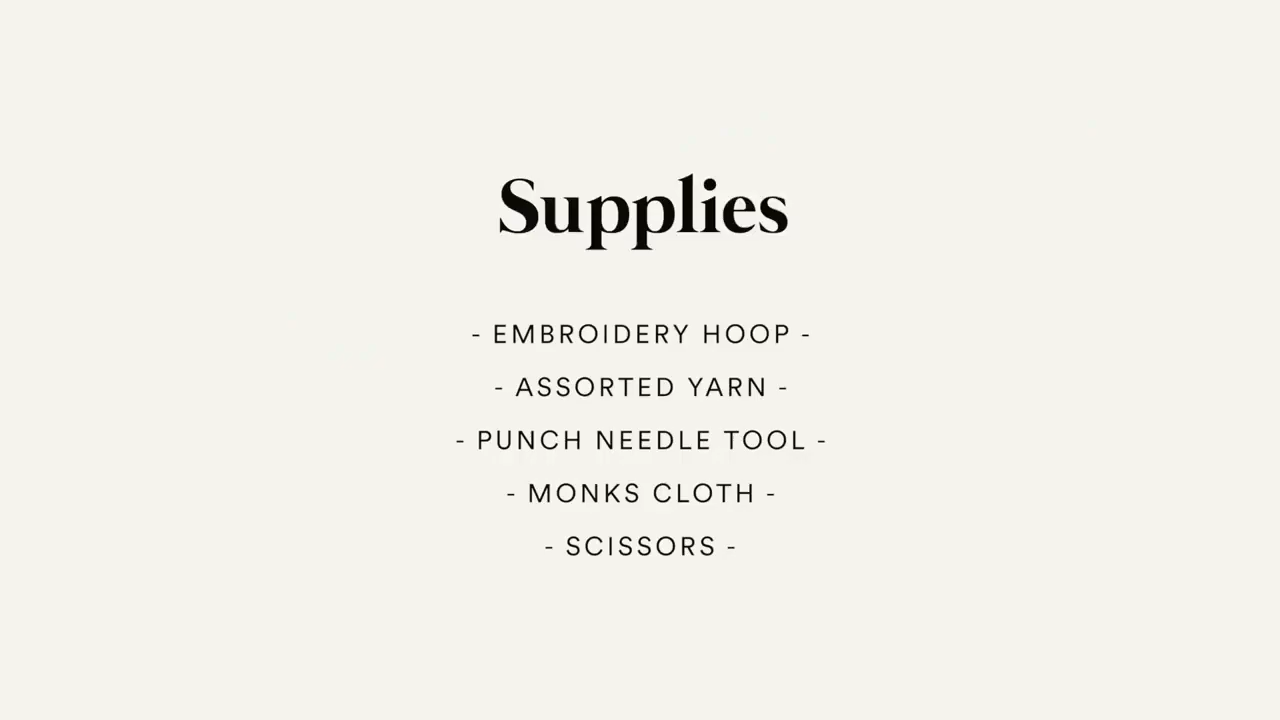 Supplies
- EMBROIDERY HOOP -
- ASSORTED YARN -
- PUNCH NEEDLE TOOL -
- MONKS CLOTH -
- SCISSORS -